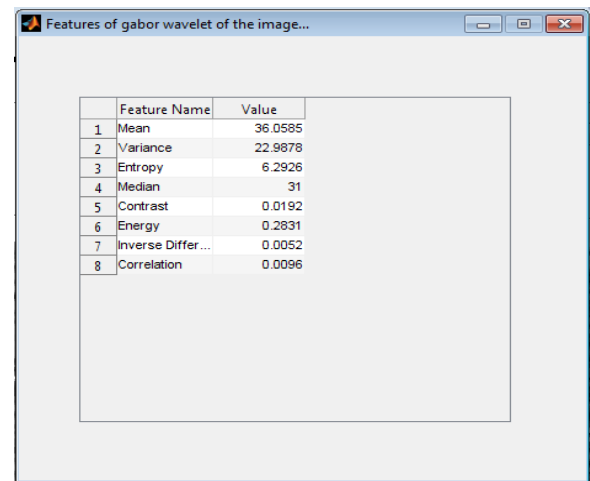 Features of gabor wavelet of the image...
Feature Name Value
1 Mean 36.0585
2 Variance 22.9878
3 Entropy 6.2926
4 Median 31
5 Contrast 0.0192
6 Energy 0.2831
7 Inverse Differ... 0.0052
8 Correlation 0.0096